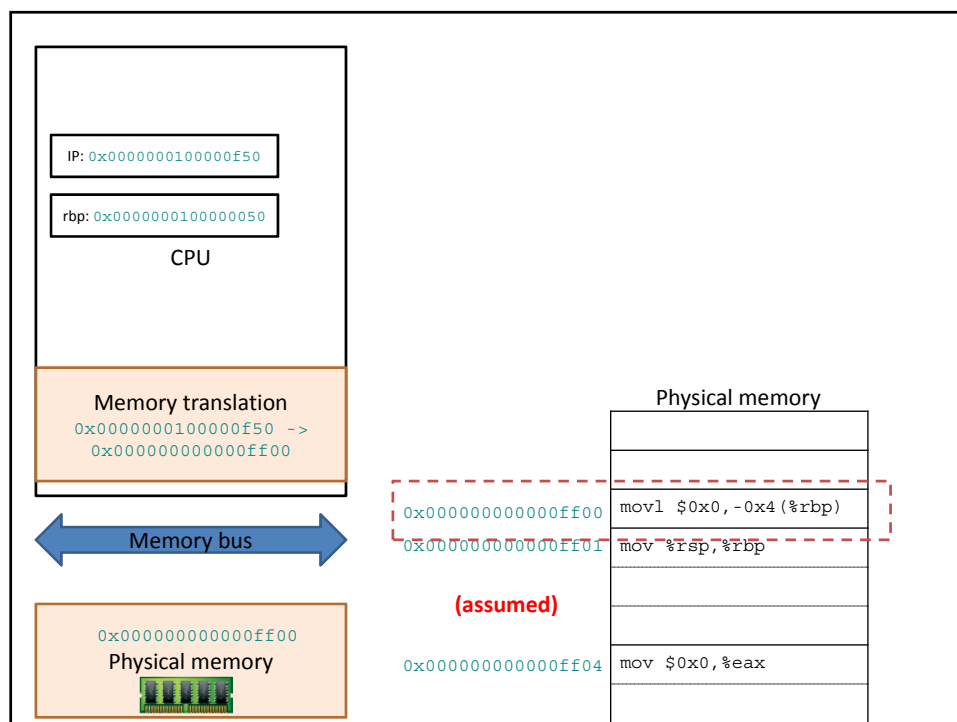 IP: 0x0000000100000f50
rbp: 0x0000000100000050
CPU
Memory translation
0x0000000100000f50 ->
0x000000000000ff00
Memory bus
0x000000000000ff00
Physical memory
Physical memory
0x000000000000ff00 movl $0x0,-0x4(%rbp)
0x000000000000ff01 mov %rsp,%rbp
(assumed)
0x000000000000ff04 mov $0x0,%eax